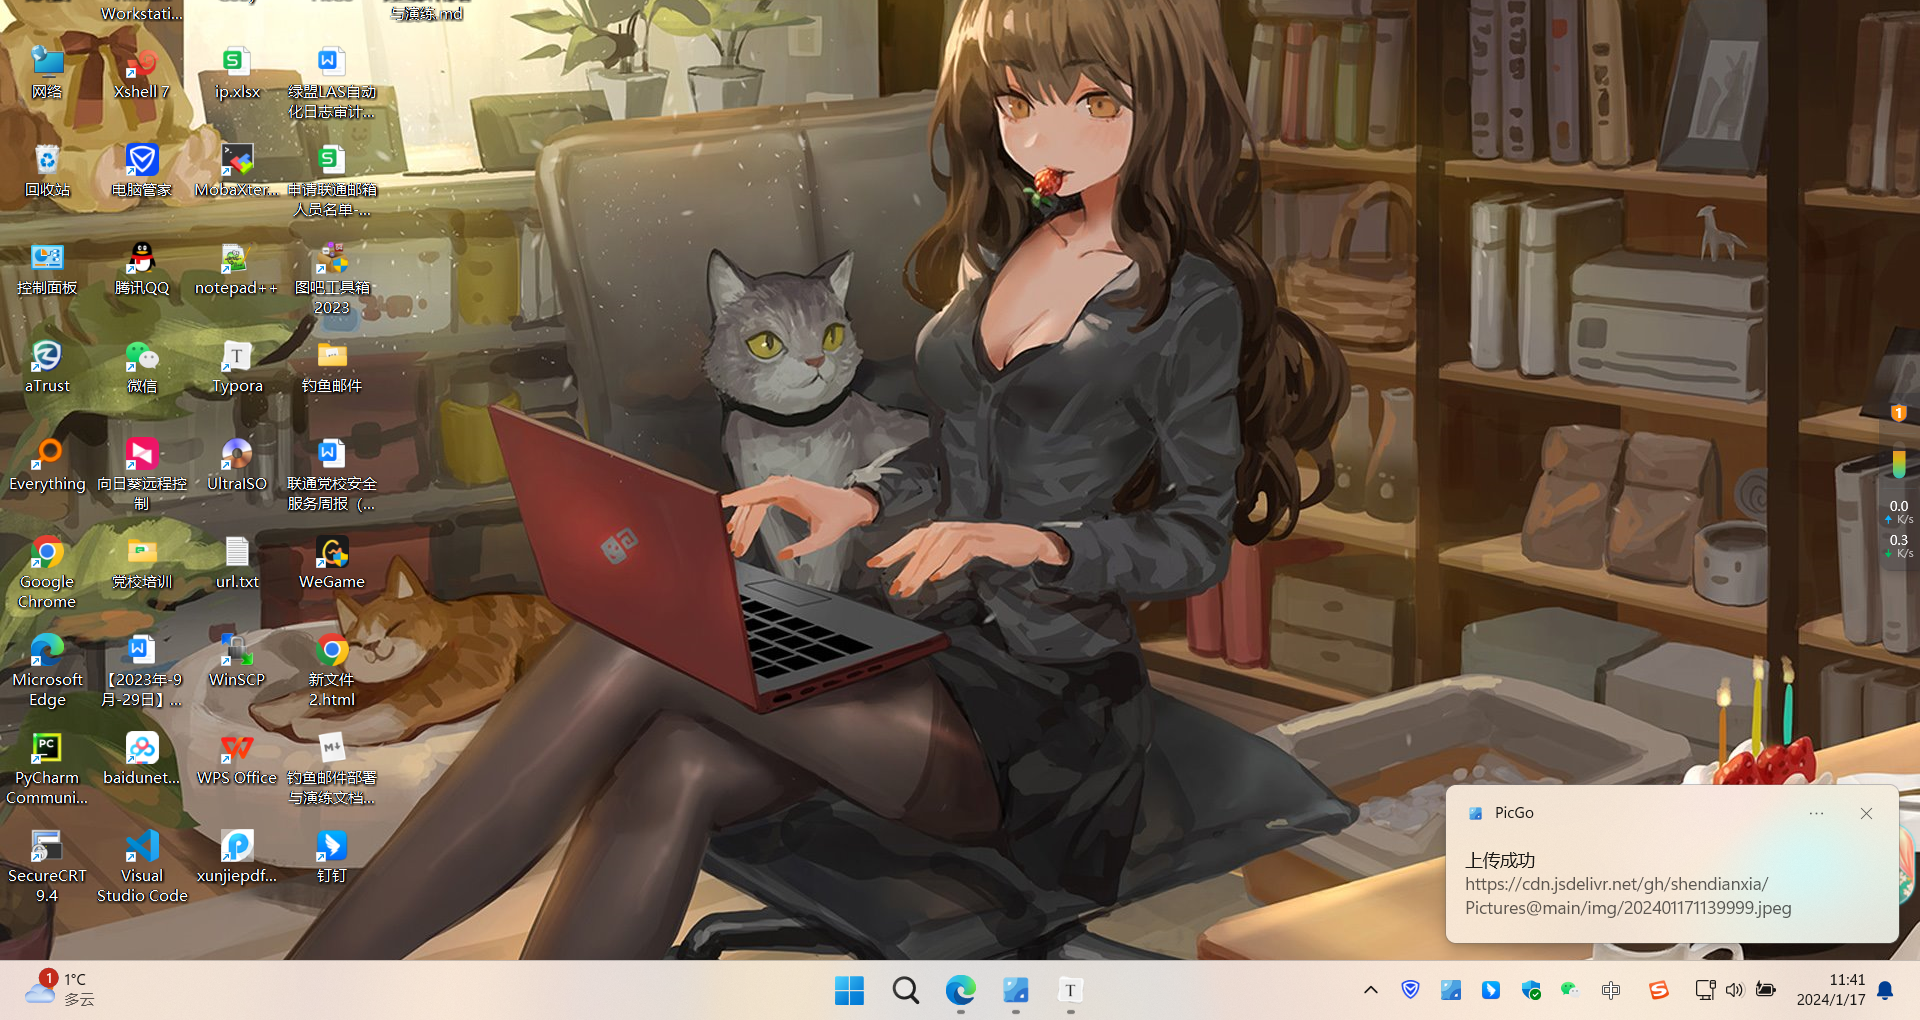 Workstati...
与演练.md
网络
Xshell 7
ip.xlsx
绿盟LAS自动
化日志审计...
回收站
电脑管家
MobaXter...
申请联通邮箱
人员名单-...
控制面板
腾讯QQ
notepad++
图吧工具箱
2023
aTrust
微信
Typora
钓鱼邮件
Everything
向日葵远程控
制
UltraISO
联通党校安全
服务周报（...
Google
Chrome
党校培训
url.txt
WeGame
Microsoft
Edge
【2023年-9
月-29日】...
WinSCP
新文件
2.html
PyCharm
Communi...
baidunet...
WPS Office
钓鱼邮件部署
与演练文档...
SecureCRT
9.4
Visual
Studio Code
xunjiepdf...
钉钉
1
0.0
K/s
0.3
K/s
PicGo
上传成功
https://cdn.jsdelivr.net/gh/shendianxia/
Pictures@main/img/202401171139999.jpeg
1
1°C
多云
中
11:41
2024/1/17